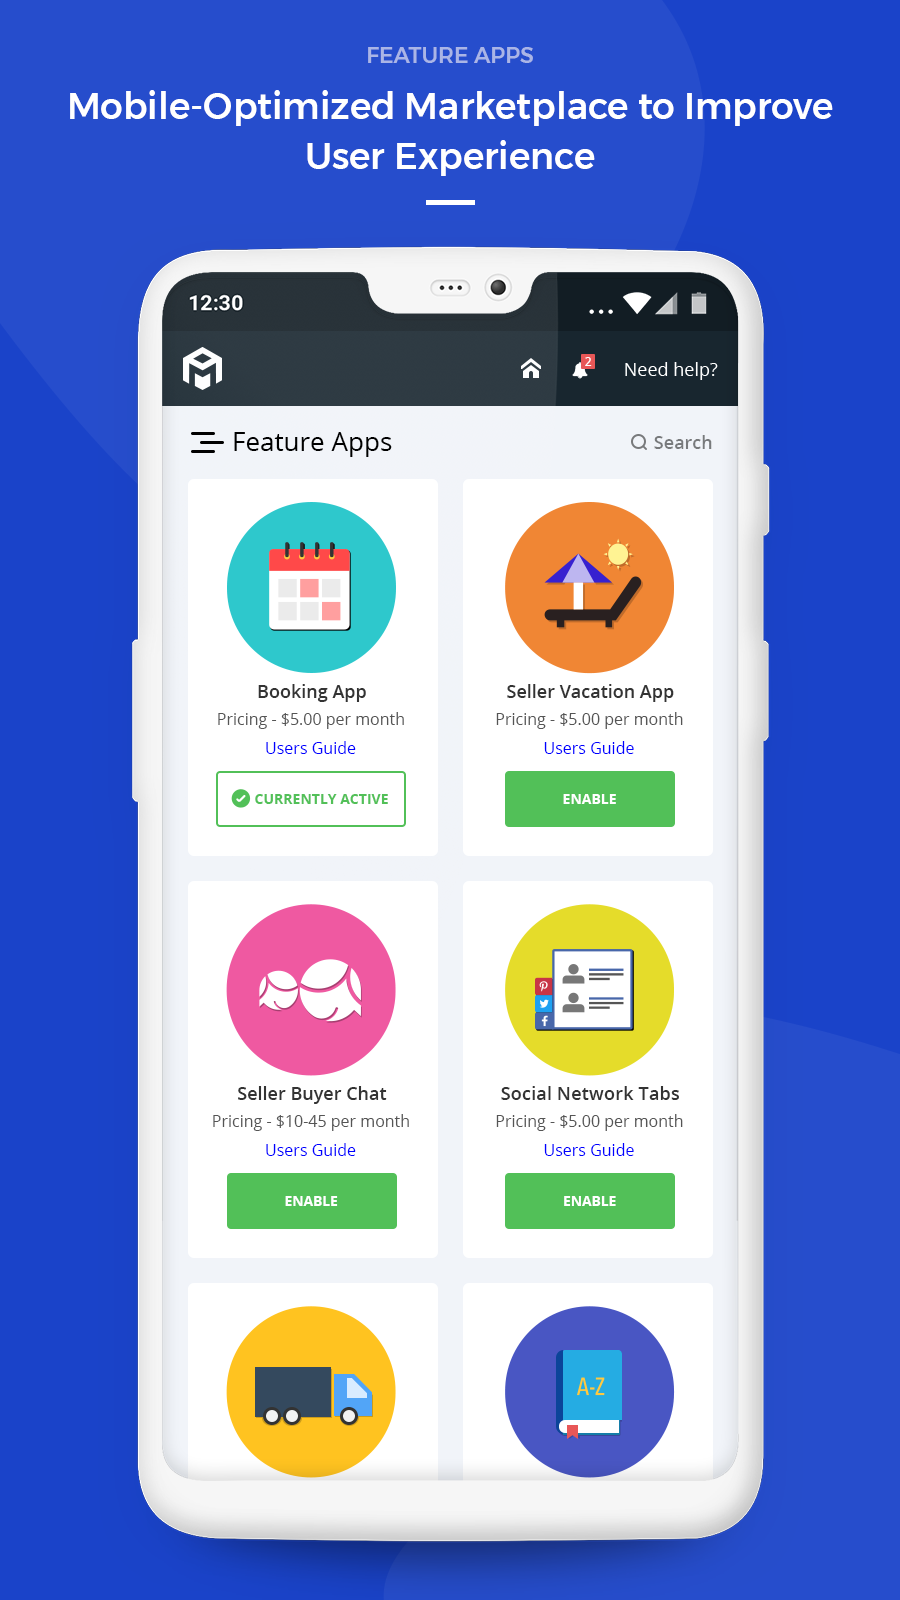 FEATURE APPS
Mobile-Optimized Marketplace to Improve
User Experience
12:30
2
Need help?
Feature Apps
Search
Booking App
Pricing - $5.00 per month
Users Guide
CURRENTLY ACTIVE
Seller Vacation App
Pricing - $5.00 per month
Users Guide
ENABLE
Seller Buyer Chat
Pricing - $10-45 per month
Users Guide
ENABLE
Social Network Tabs
Pricing - $5.00 per month
Users Guide
ENABLE
A-Z